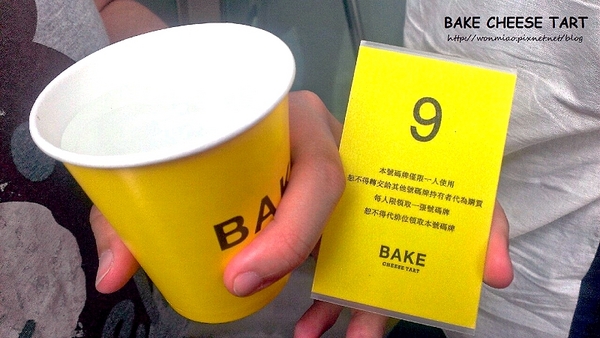 BAKE CHEESE TART
http://wonmiao.pixnet.net/blog
9
本號碼牌僅限一人使用
恕不得轉交給其他號碼牌持有者代為購買
每人限領取一張號碼牌
恕不得代排位領取本號碼牌
BAKE
CHEESE TART
BAKE